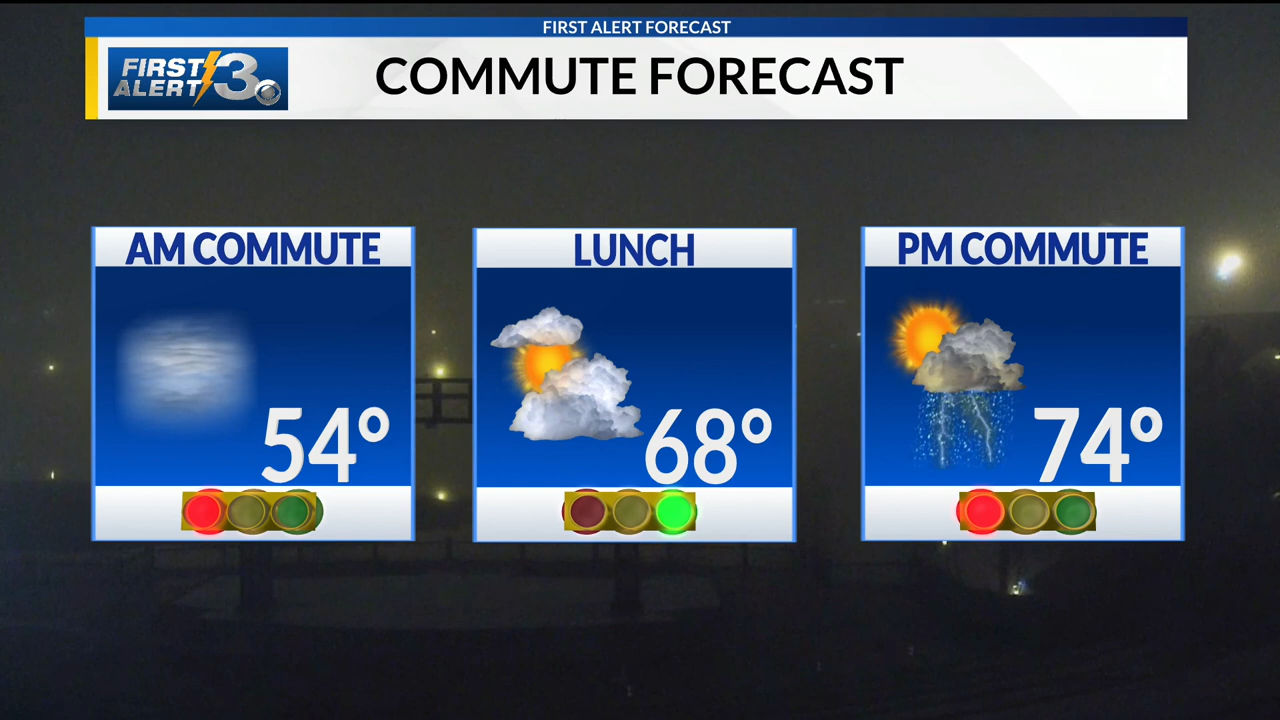 FIRST ALERT FORECAST
FIRST
ALERT 3
COMMUTE FORECAST
AM COMMUTE
54°
LUNCH
68°
PM COMMUTE
74°